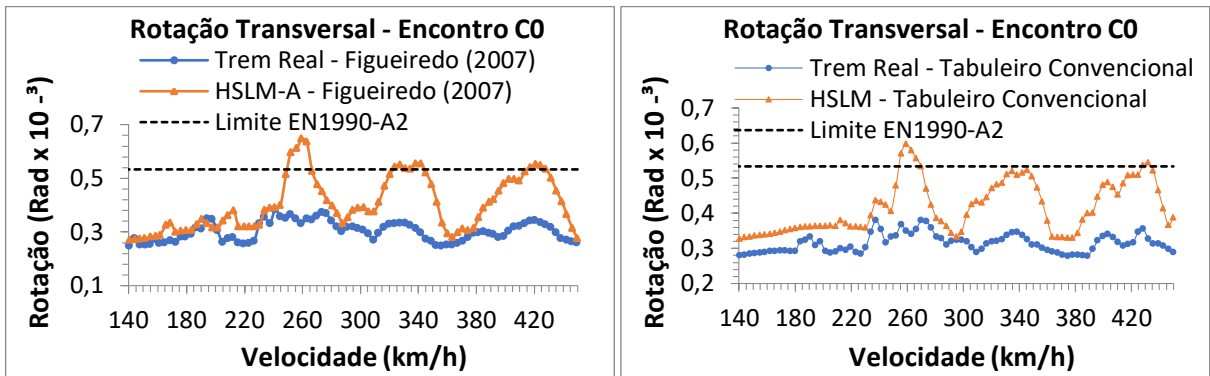 Rotação Transversal - Encontro C0
Trem Real - Figueiredo (2007)
HSLM-A - Figueiredo (2007)
Limite EN1990-A2
Rotação (Rad x 10 -³)
0,7
0,5
0,3
0,1
140 180 220 260 300 340 380 420
Velocidade (km/h)
Rotação Transversal - Encontro C0
Trem Real - Tabuleiro Convencional
HSLM - Tabuleiro Convencional
Limite EN1990-A2
Rotação (Rad x 10 -³)
0,7
0,6
0,5
0,4
0,3
0,2
140 180 220 260 300 340 380 420
Velocidade (km/h)